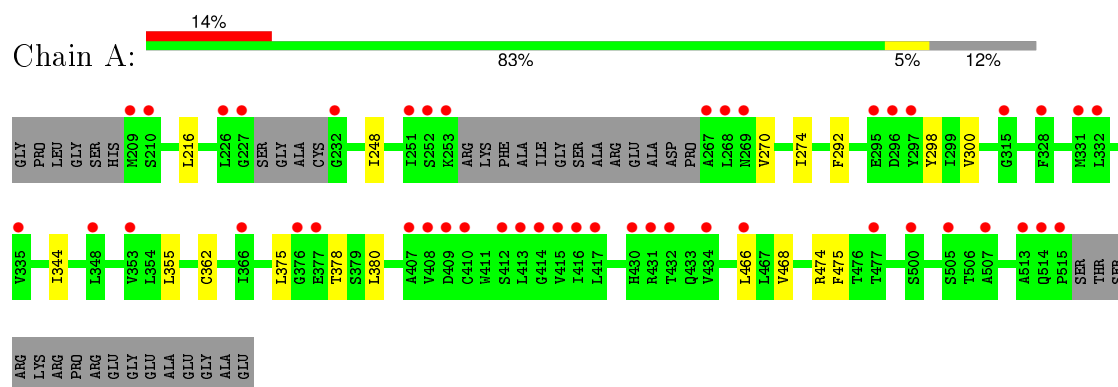 14%
Chain A:
83% 5% 12%
GLY PRO LEU GLY SER HIS M209 S210 L216 L226 G227 SER GLY ALA CYS G232 I248 I251 S252 K253 ARG LYS PHE ALA ILE GLY SER ALA ARG GLU ALA ASP PRO A267 L268 N269 V270 I274 F292 E295 D296 Y297 Y298 I299 V300 G315 F328 M331 L332
V335 I344 L348 V353 L354 L355 C362 I366 L375 G376 E377 T378 S379 L380 A407 V408 D409 C410 W411 S412 L413 G414 V415 I416 L417 H430 R431 T432 Q433 V434 L466 L467 V468 R474 F475 T476 T477 S500 S505 T506 A507 A513 Q514 P515 SER THR SER
ARG LYS ARG PRO ARG GLU GLY GLU ALA GLU GLY ALA GLU